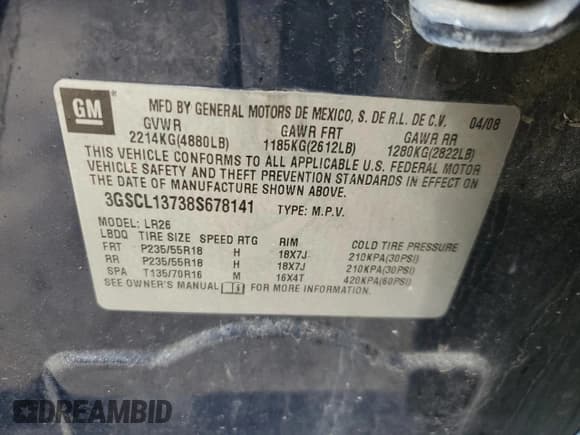 GM
MFD BY GENERAL MOTORS DE MEXICO, S. DE R.L. DE C.V. 04/08
GVWR GAWR FRT GAWR RR
2214KG(4880LB) 1185KG(2612LB) 1280KG(2822LB)
THIS VEHICLE CONFORMS TO ALL APPLICABLE U.S. FEDERAL MOTOR
VEHICLE SAFETY AND THEFT PREVENTION STANDARDS IN EFFECT ON
THE DATE OF MANUFACTURE SHOWN ABOVE.
3GSCL13738S678141 TYPE: M.P.V.
MODEL: LR26
LBDQ TIRE SIZE SPEED RTG RIM COLD TIRE PRESSURE
FRT P235/55R18 H 18X7J 210KPA(30PSI)
RR P235/55R18 H 18X7J 210KPA(30PSI)
SPA T135/70R16 M 16X4T 420KPA(60PSI)
SEE OWNER'S MANUAL FOR MORE INFORMATION.
DREAMBID